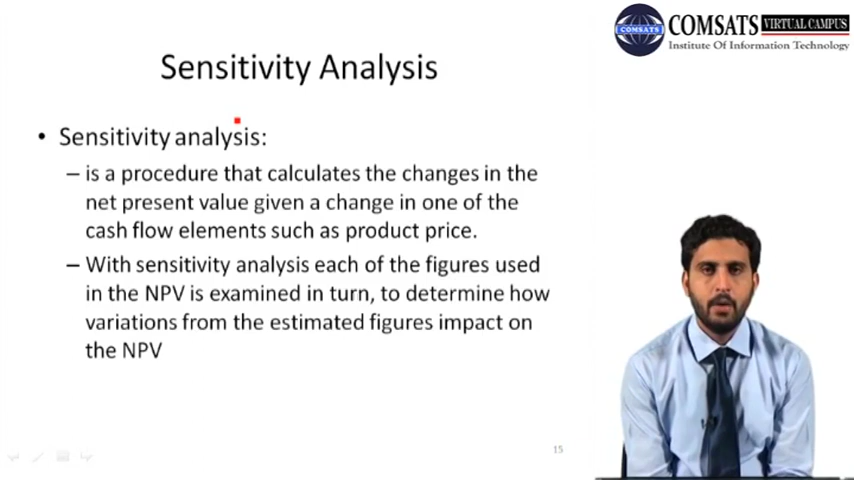 COMSATS VIRTUAL CAMPUS
COMSATS
Institute Of Information Technology
Sensitivity Analysis
• Sensitivity analysis:
– is a procedure that calculates the changes in the
net present value given a change in one of the
cash flow elements such as product price.
– With sensitivity analysis each of the figures used
in the NPV is examined in turn, to determine how
variations from the estimated figures impact on
the NPV
15